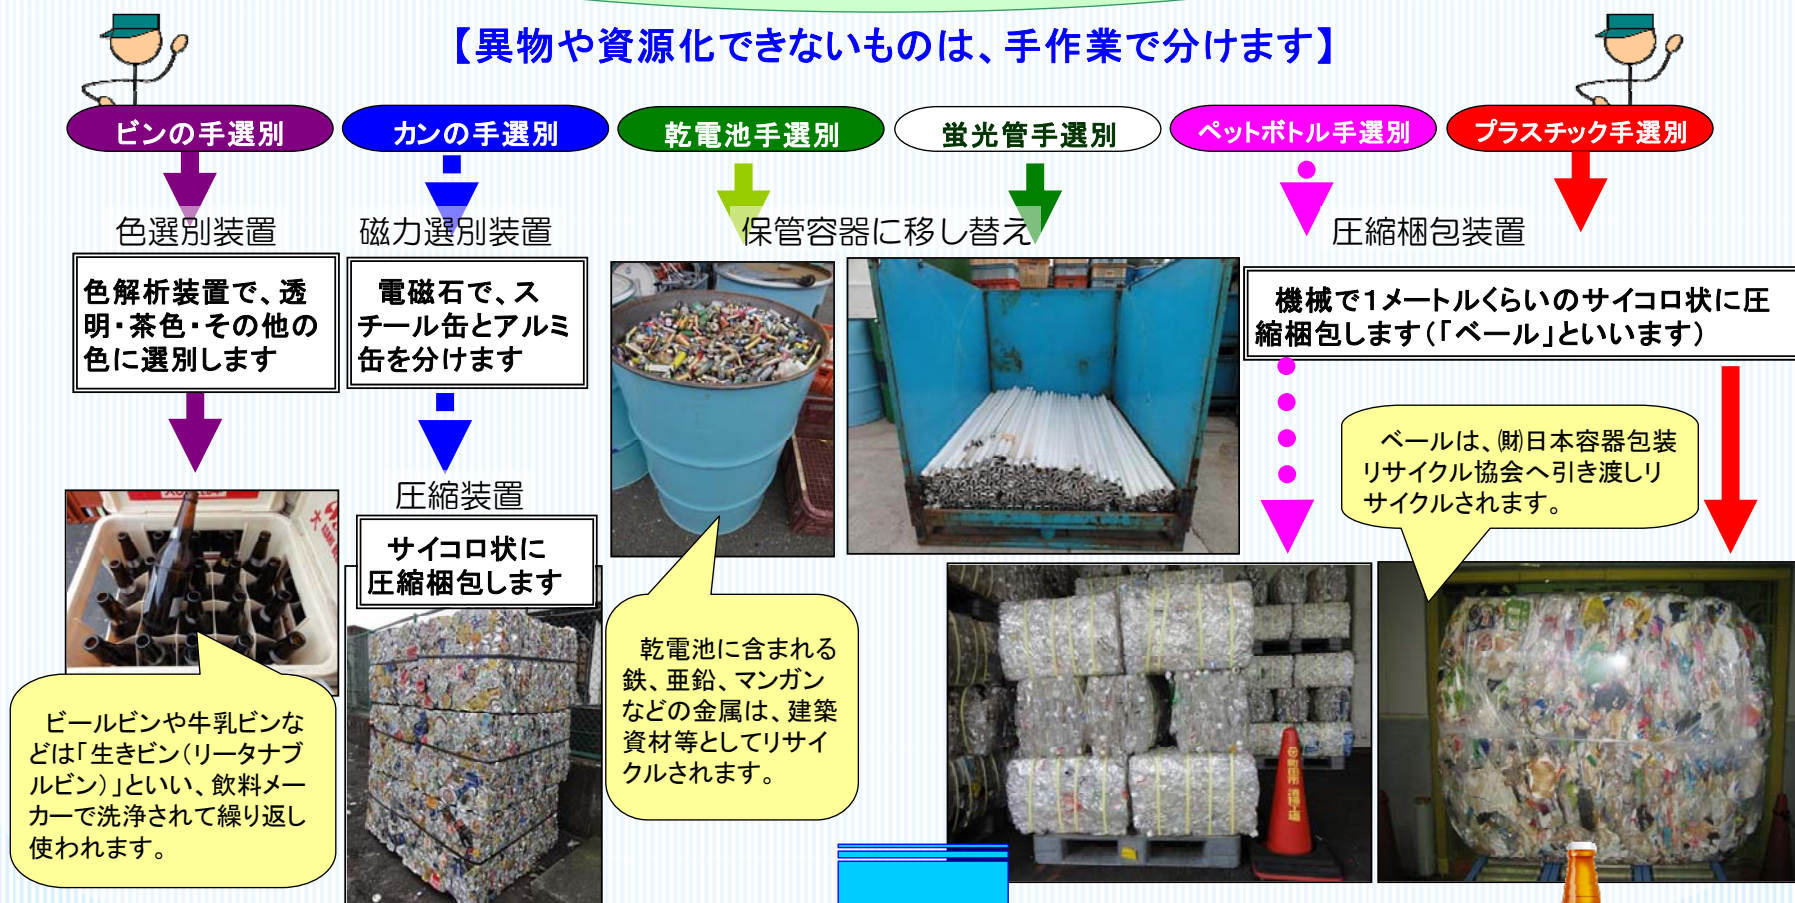 【異物や資源化できないものは、手作業で分けます】
ビンの手選別
カンの手選別
乾電池手選別
蛍光管手選別
ペットボトル手選別
プラスチック手選別
色選別装置
磁力選別装置
保管容器に移し替え
圧縮梱包装置
色解析装置で、透
明・茶色・その他の
色に選別します
電磁石で、ス
チール缶とアルミ
缶を分けます
機械で1メートルくらいのサイコロ状に圧
縮梱包します(「ベール」といいます)
圧縮装置
サイコロ状に
圧縮梱包します
ベールは、㈶日本容器包装
リサイクル協会へ引き渡しリ
サイクルされます。
乾電池に含まれる
鉄、亜鉛、マンガン
などの金属は、建築
資材等としてリサイ
クルされます。
ビールビンや牛乳ビンな
どは「生きビン(リータナブ
ルビン)」といい、飲料メー
カーで洗浄されて繰り返し
使われます。
町田市 清掃工場